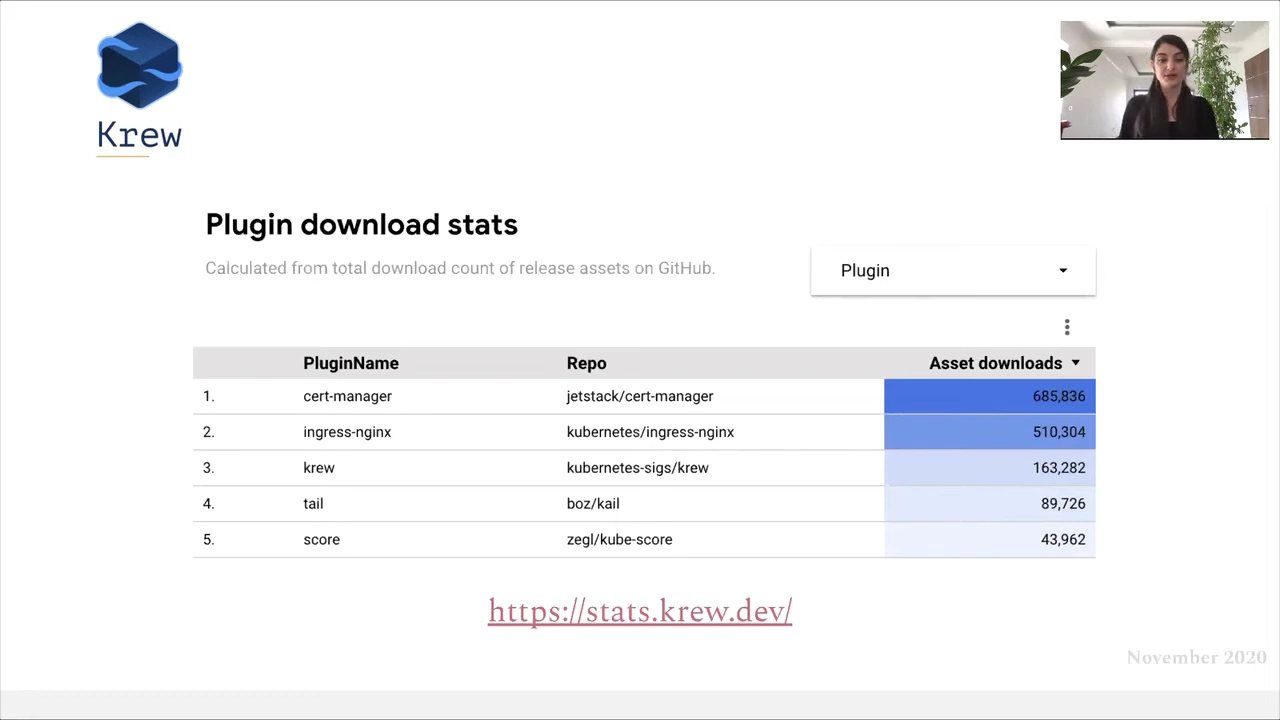 Krew
Plugin download stats
Calculated from total download count of release assets on GitHub.
Plugin
PluginName Repo Asset downloads
1. cert-manager jetstack/cert-manager 685,836
2. ingress-nginx kubernetes/ingress-nginx 510,304
3. krew kubernetes-sigs/krew 163,282
4. tail boz/kail 89,726
5. score zegl/kube-score 43,962
https://stats.krew.dev/
November 2020